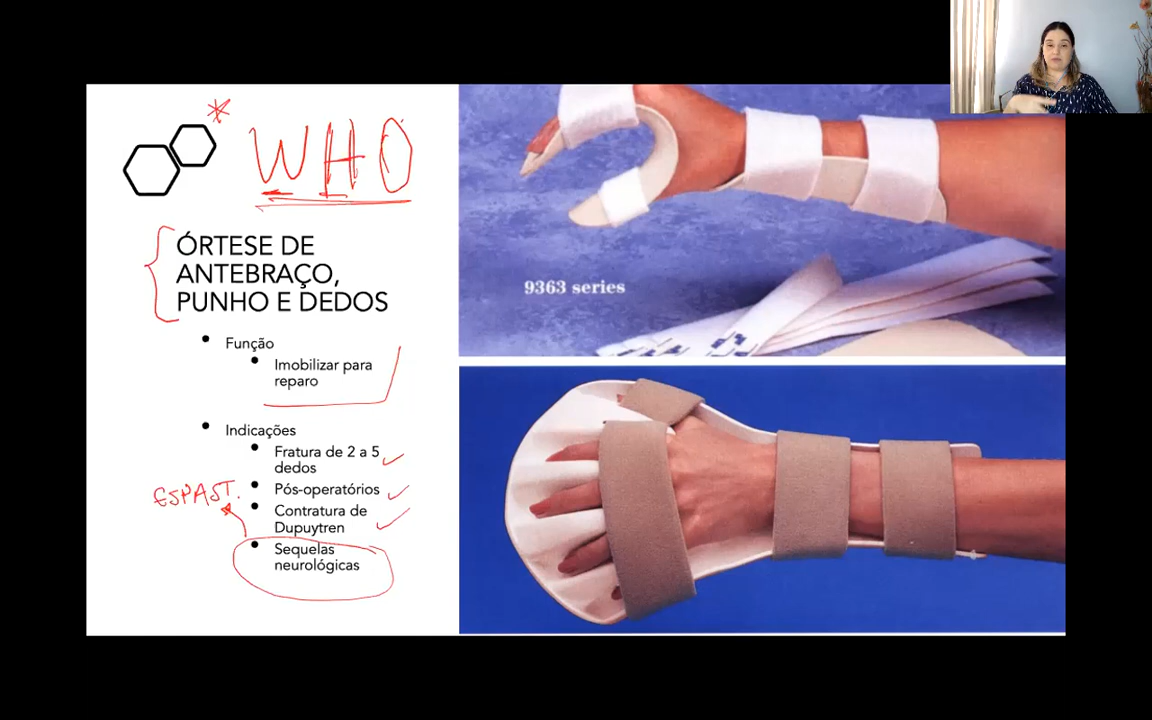 WHO
ÓRTESE DE
ANTEBRAÇO,
PUNHO E DEDOS
Função
Imobilizar para
reparo
Indicações
Fratura de 2 a 5
dedos
Pós-operatórios
Contratura de
Dupuytren
ESPAST.
Sequelas
neurológicas
9363 series